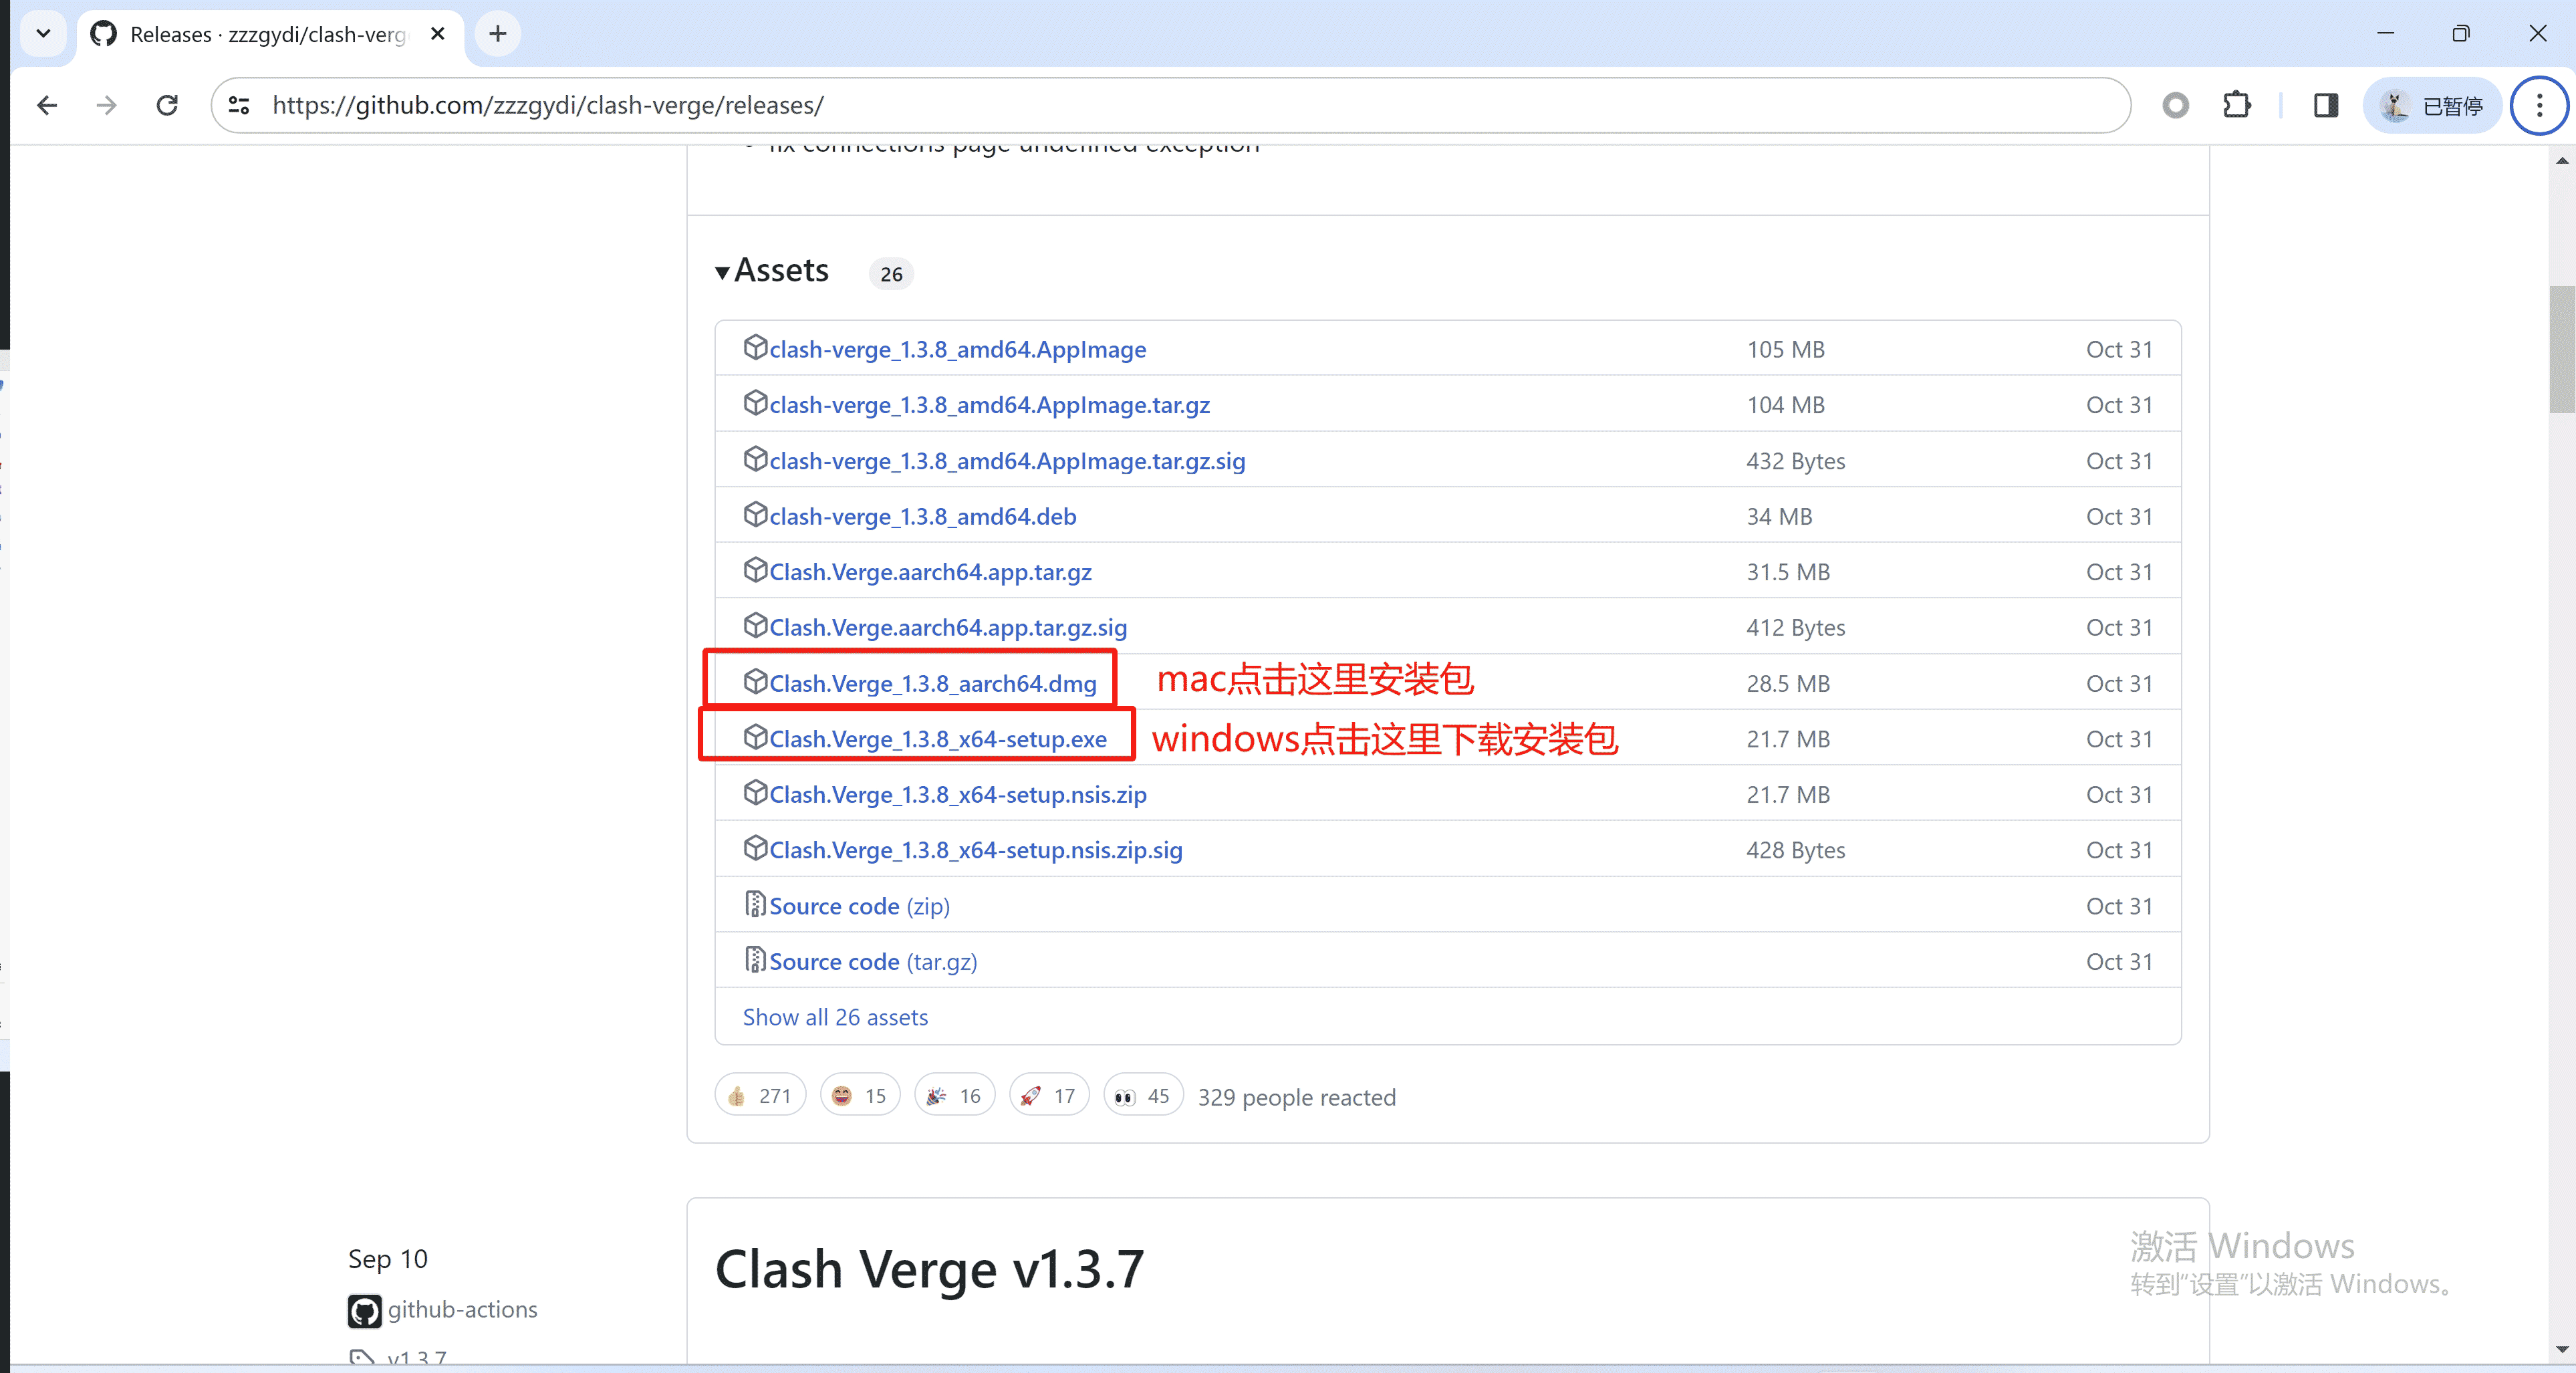 Releases · zzzgydi/clash-verg
https://github.com/zzzgydi/clash-verge/releases/
已暂停
fix connections page undefined exception
Assets 26
clash-verge_1.3.8_amd64.AppImage 105 MB Oct 31
clash-verge_1.3.8_amd64.AppImage.tar.gz 104 MB Oct 31
clash-verge_1.3.8_amd64.AppImage.tar.gz.sig 432 Bytes Oct 31
clash-verge_1.3.8_amd64.deb 34 MB Oct 31
Clash.Verge.aarch64.app.tar.gz 31.5 MB Oct 31
Clash.Verge.aarch64.app.tar.gz.sig 412 Bytes Oct 31
Clash.Verge_1.3.8_aarch64.dmg mac点击这里安装包 28.5 MB Oct 31
Clash.Verge_1.3.8_x64-setup.exe windows点击这里下载安装包 21.7 MB Oct 31
Clash.Verge_1.3.8_x64-setup.nsis.zip 21.7 MB Oct 31
Clash.Verge_1.3.8_x64-setup.nsis.zip.sig 428 Bytes Oct 31
Source code (zip) Oct 31
Source code (tar.gz) Oct 31
Show all 26 assets
271 15 16 17 45 329 people reacted
Sep 10
github-actions
v1.3.7
Clash Verge v1.3.7
激活 Windows
转到“设置”以激活 Windows。